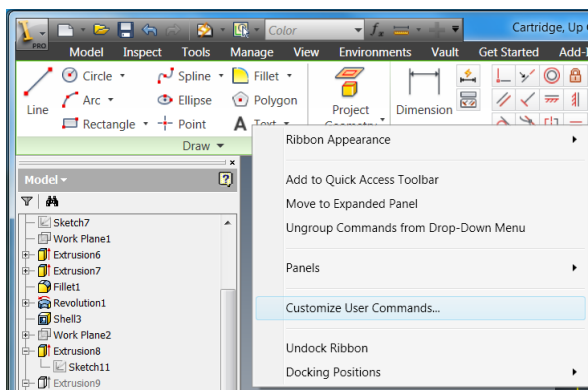 Color
Cartridge, Up
PRO
Model Inspect Tools Manage View Environments Vault Get Started Add-I
Line
Circle
Spline
Fillet
Arc
Ellipse
Polygon
Rectangle
Point
A Text
Project
Geometry
Dimension
Draw
Model
Sketch7
Work Plane1
Extrusion6
Extrusion7
Fillet1
Revolution1
Shell3
Work Plane2
Extrusion8
Sketch11
Extrusion9
Ribbon Appearance
Add to Quick Access Toolbar
Move to Expanded Panel
Ungroup Commands from Drop-Down Menu
Panels
Customize User Commands...
Undock Ribbon
Docking Positions